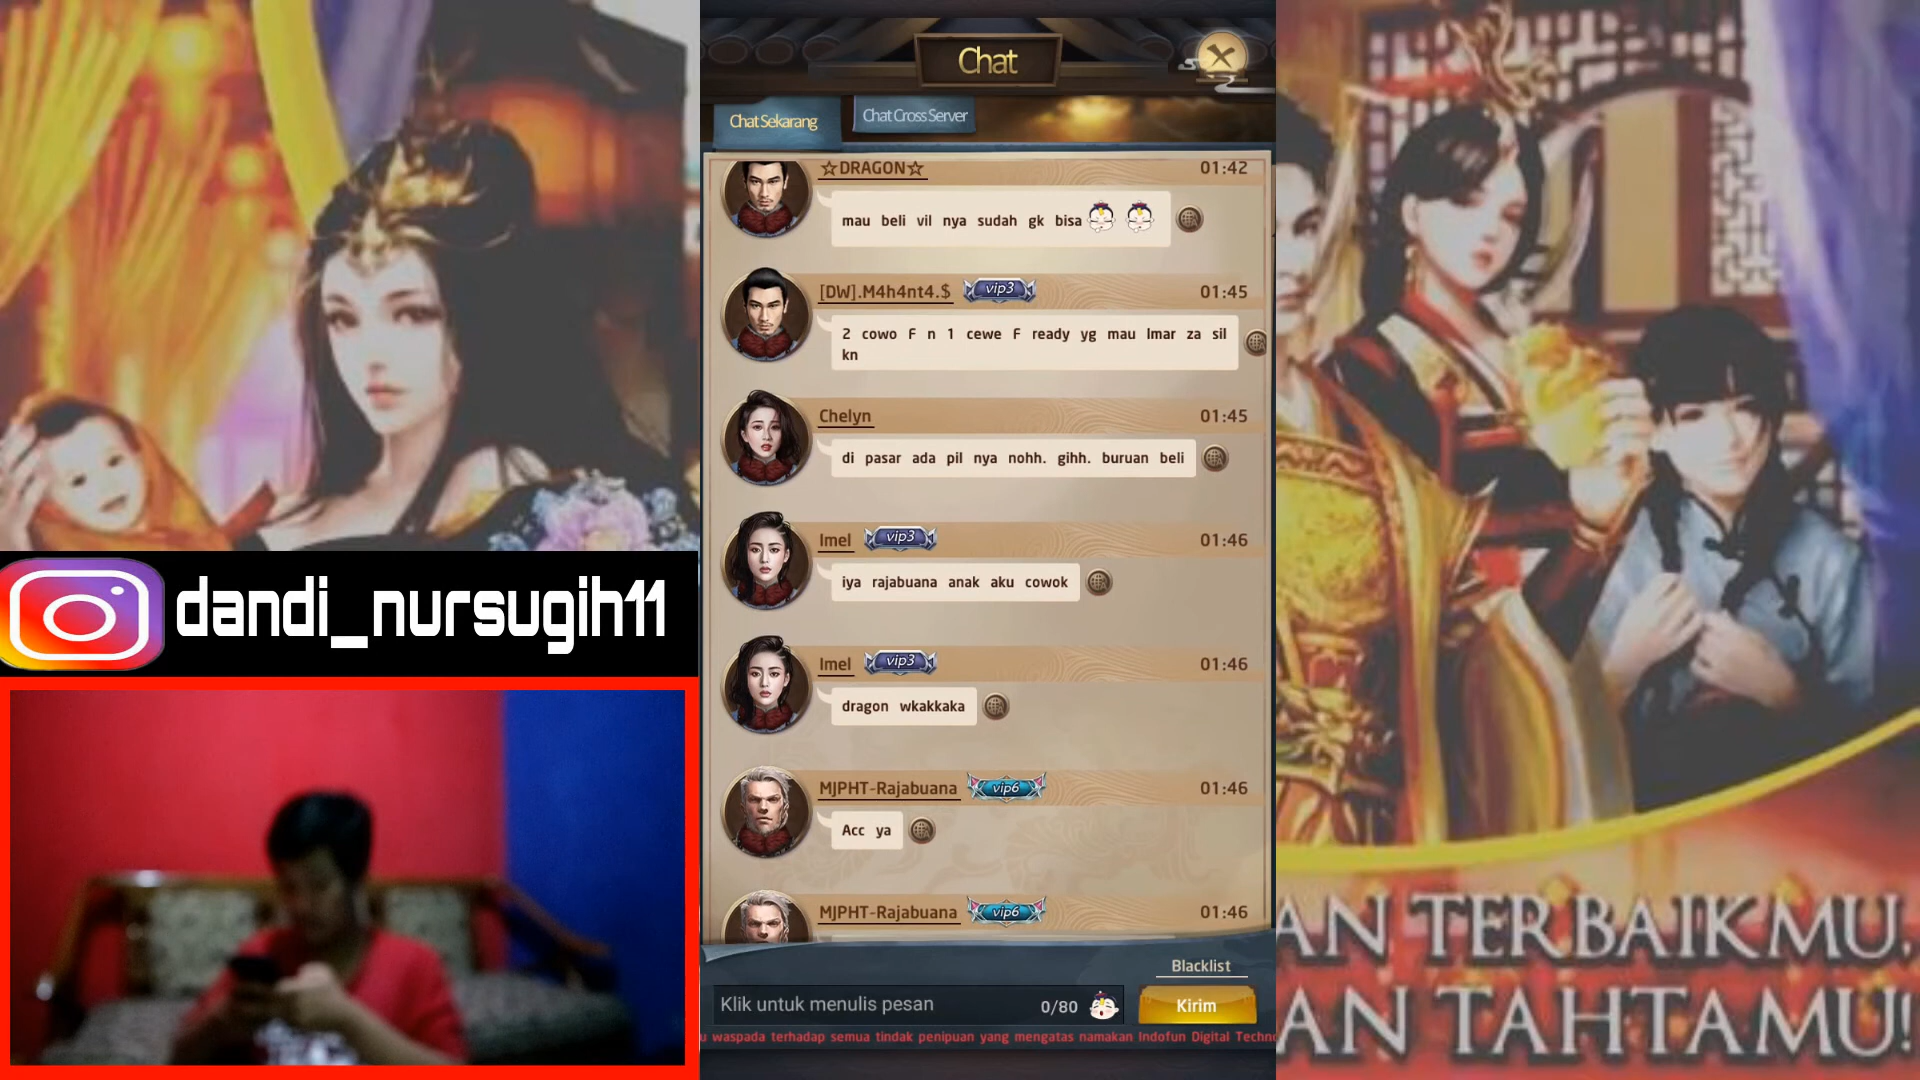 Chat
Chat Sekarang
Chat Cross Server
☆DRAGON☆
01:42
mau beli vil nya sudah gk bisa
[DW].M4h4nt4.$
vip3
01:45
2 cowo F n 1 cewe F ready yg mau lmar za sil
kn
Chelyn
01:45
di pasar ada pil nya nohh. gihh. buruan beli
Imel
vip3
01:46
iya rajabuana anak aku cowok
Imel
vip3
01:46
dragon wkakkaka
MJPHT-Rajabuana
vip6
01:46
Acc ya
MJPHT-Rajabuana
vip6
01:46
Blacklist
Klik untuk menulis pesan
0/80
Kirim
u waspada terhadap semua tindak penipuan yang mengatas namakan Indofun Digital Techno
dandi_nursugih11
AN TERBAIKMU,
AN TAHTAMU!